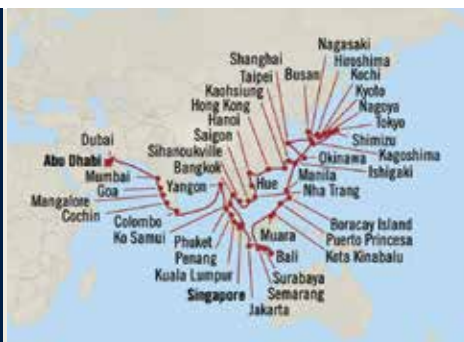 Nagasaki
Shanghai
Hiroshima
Taipei
Busan
Kochi
Kaohsiung
Kyoto
Hong Kong
Nagoya
Hanoi
Tokyo
Dubai
Saigon
Shimizu
Abu Dhabi
Sihanoukville
Okinawa
Kagoshima
Mumbai
Bangkok
Manila
Ishigaki
Goa
Yangon
Hue
Nha Trang
Mangalore
Cochin
Colombo
Boracay Island
Ko Samui
Muara
Puerto Princesa
Phuket
Kota Kinabalu
Penang
Bali
Kuala Lumpur
Surabaya
Singapore
Semarang
Jakarta